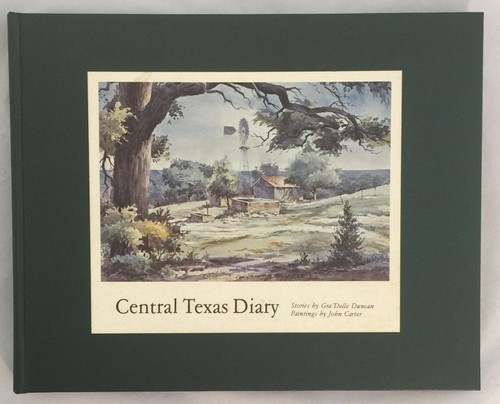 Central Texas Diary
Stories by Gra'Delle Duncan
Paintings by John Carter